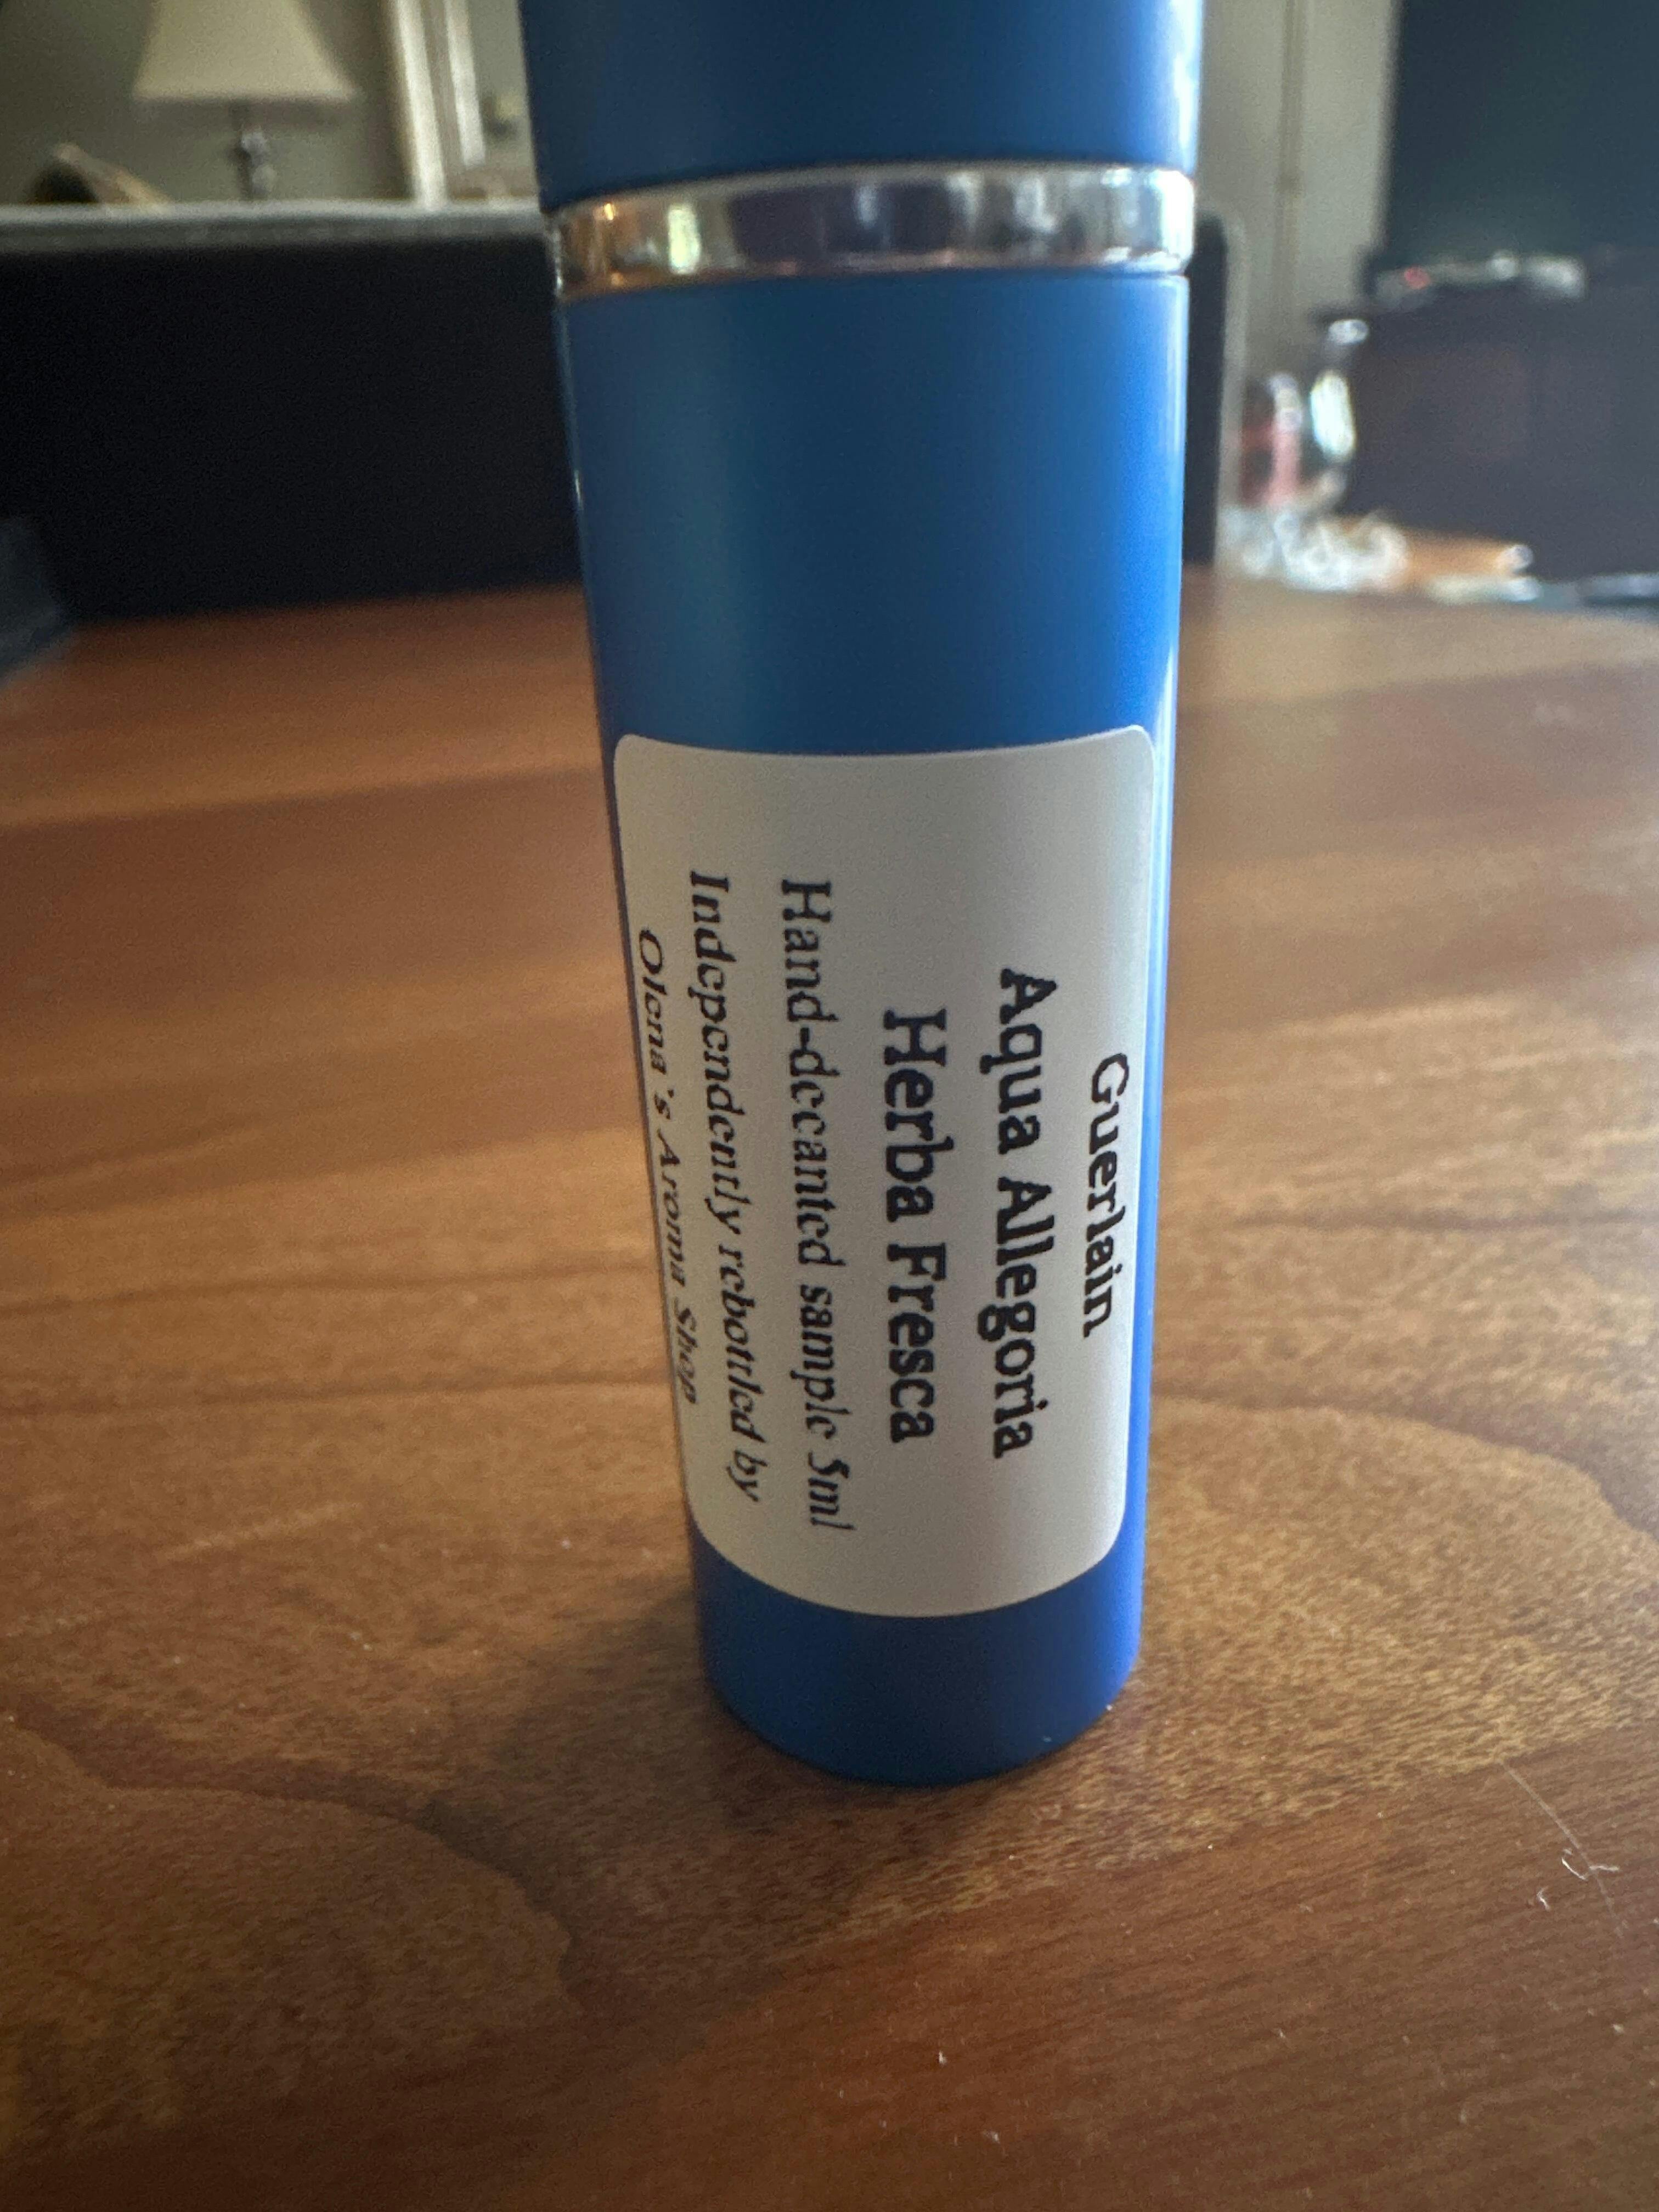 Guerlain
Aqua Allegoria
Herba Fresca
Hand-decanted sample 5ml
Independently rebottled by
Olena's Aroma Shop